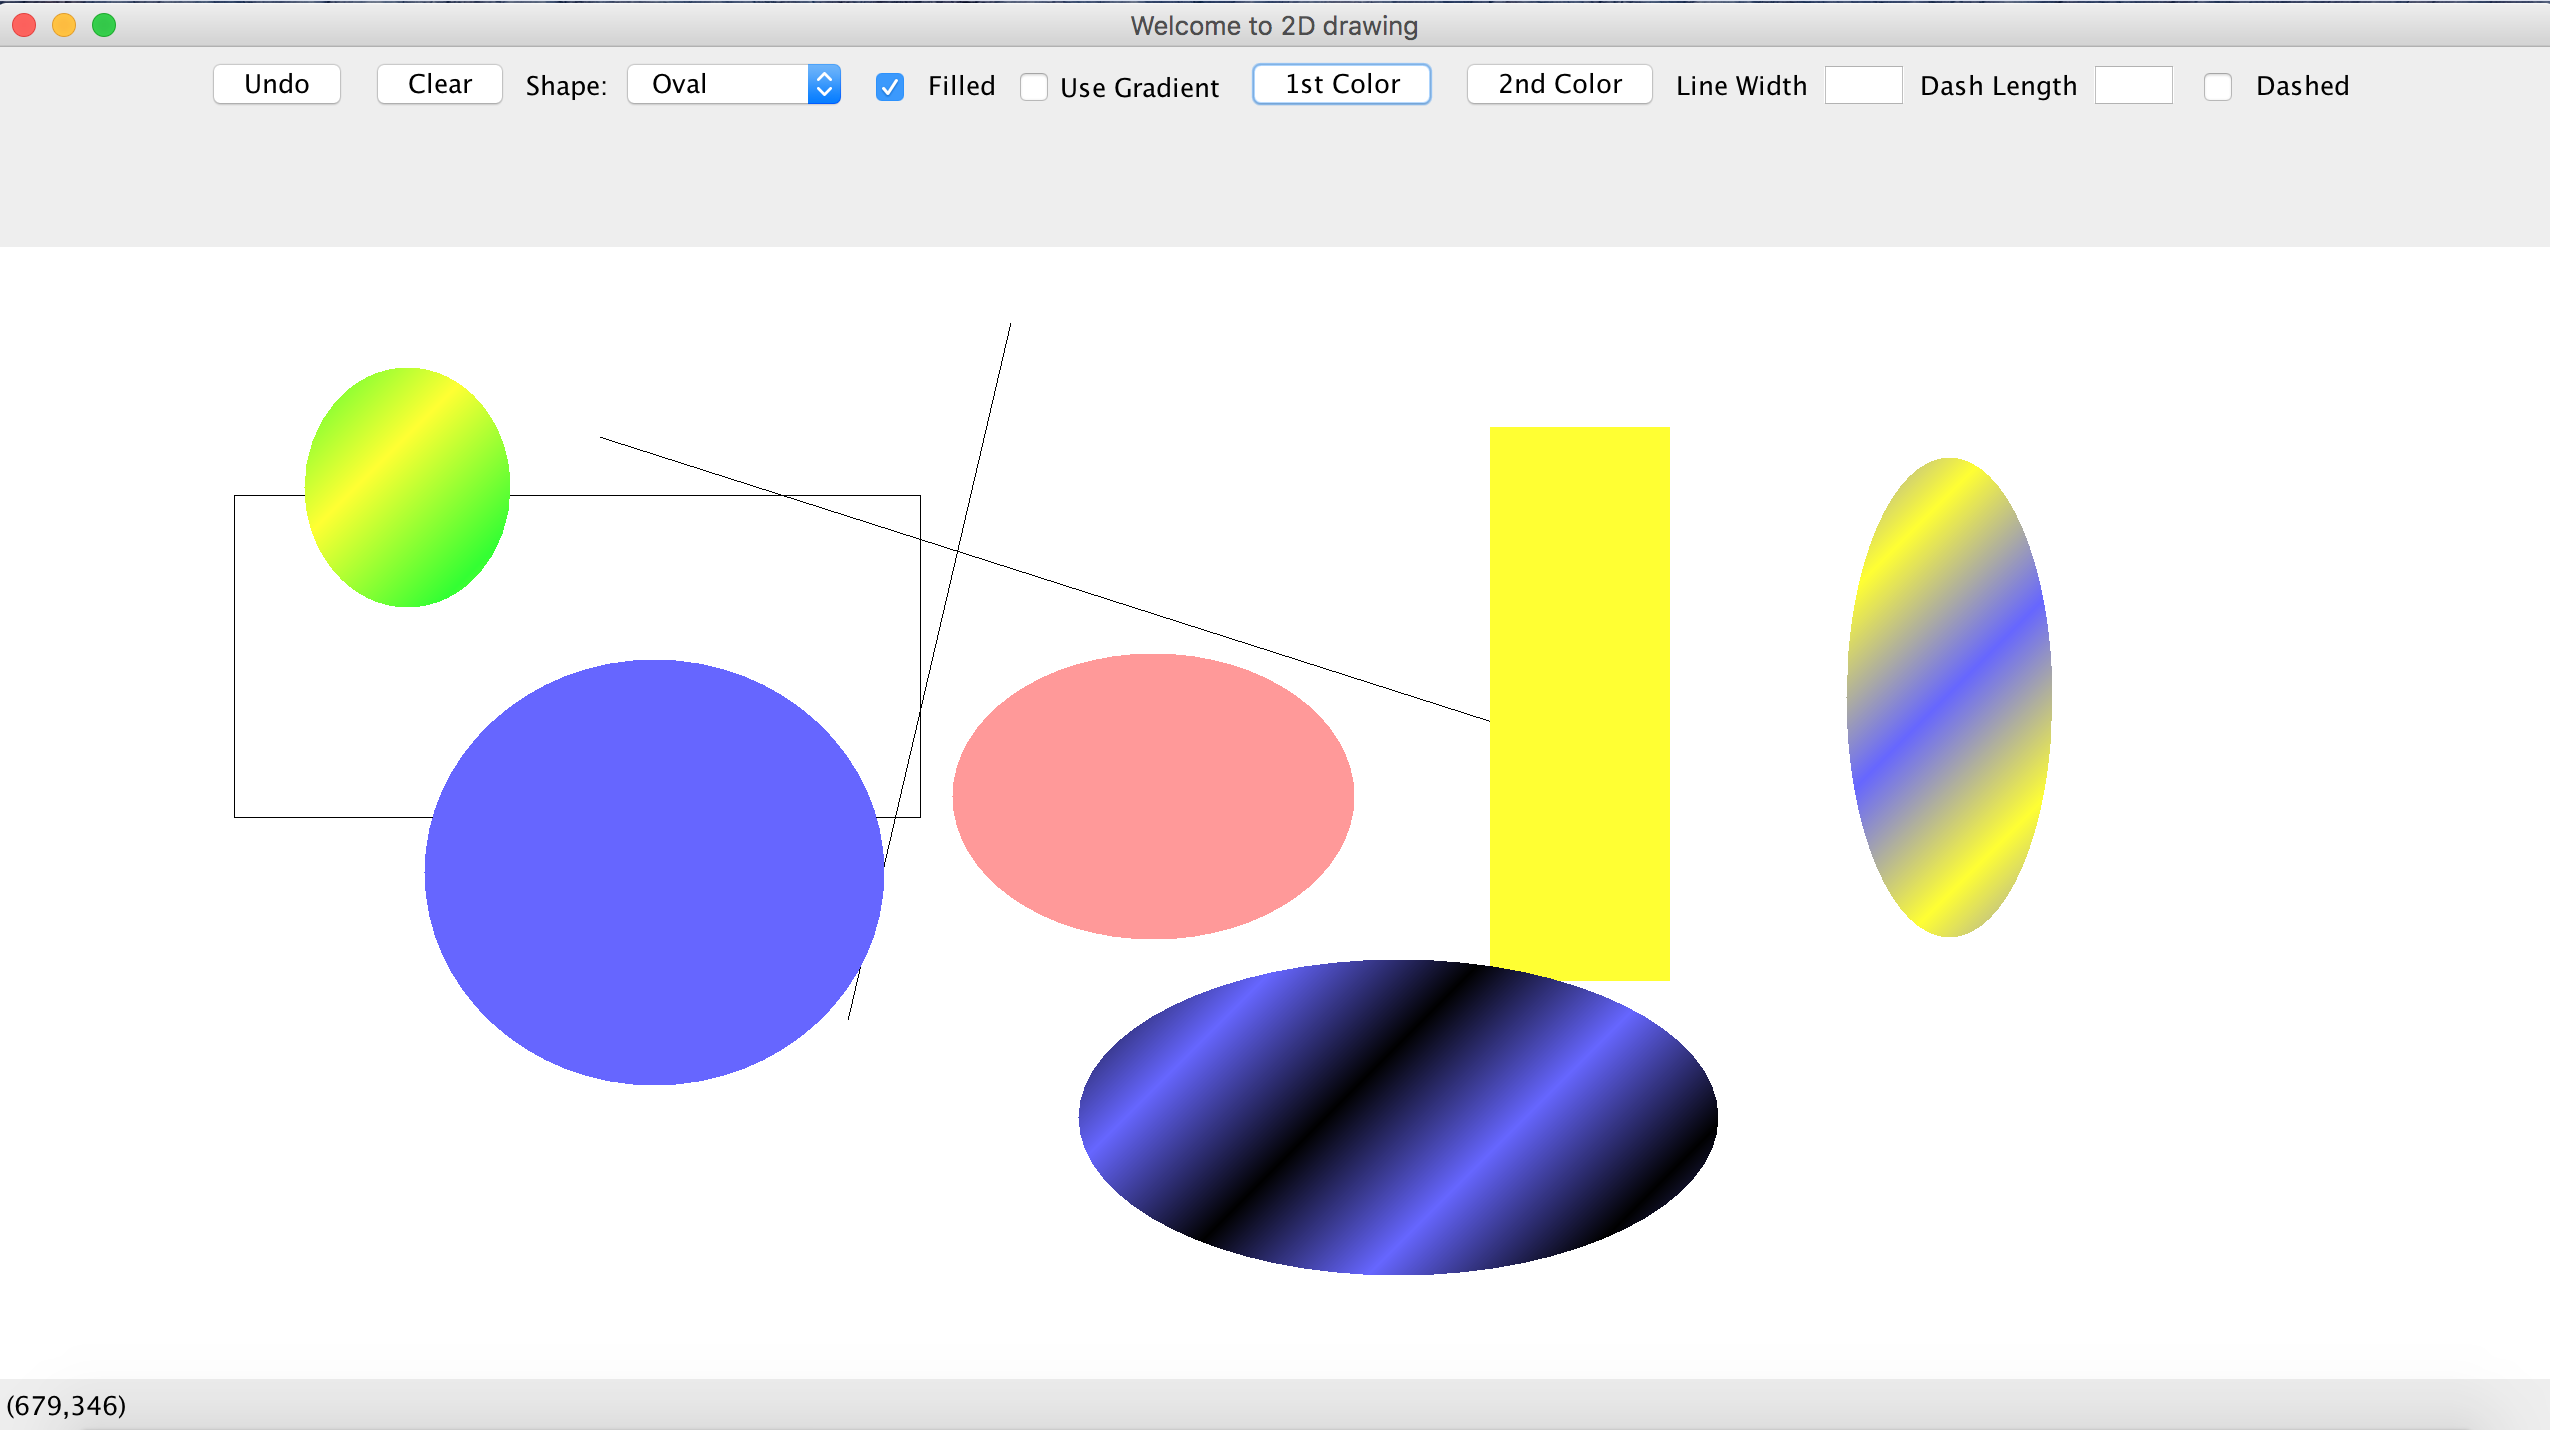 Welcome to 2D drawing
Undo Clear Shape: Oval Filled Use Gradient 1st Color 2nd Color Line Width Dash Length Dashed
(679,346)